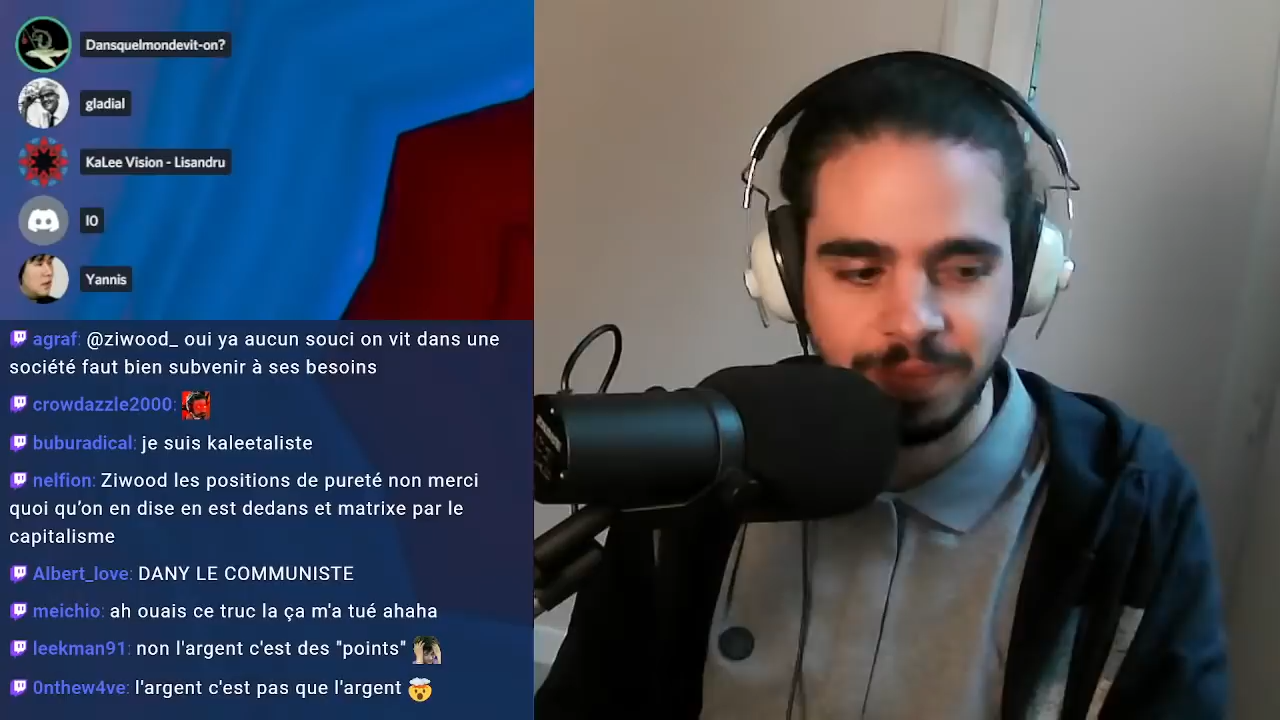 Dansquelmondevit-on?
gladial
KaLee Vision - Lisandru
IO
Yannis
agraf: @ziwood_ oui ya aucun souci on vit dans une
société faut bien subvenir à ses besoins
crowdazzle2000:
buburadical: je suis kaleetaliste
nelfion: Ziwood les positions de pureté non merci
quoi qu'on en dise en est dedans et matrixe par le
capitalisme
Albert_love: DANY LE COMMUNISTE
meichio: ah ouais ce truc la ça m'a tué ahaha
leekman91: non l'argent c'est des "points"
0nthew4ve: l'argent c'est pas que l'argent 🤯